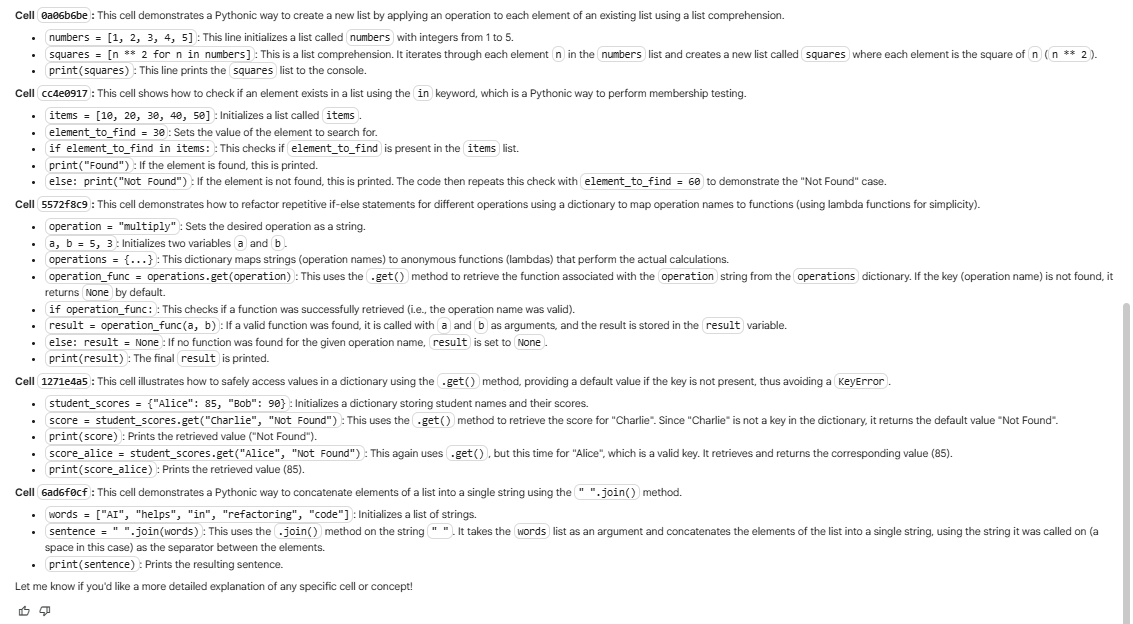 Cell 0a06b6be: This cell demonstrates a Pythonic way to create a new list by applying an operation to each element of an existing list using a list comprehension.
• numbers = [1, 2, 3, 4, 5]: This line initializes a list called numbers with integers from 1 to 5.
• squares = [n ** 2 for n in numbers]: This is a list comprehension. It iterates through each element n in the numbers list and creates a new list called squares where each element is the square of n (n ** 2).
• print(squares): This line prints the squares list to the console.
Cell cc4e0917: This cell shows how to check if an element exists in a list using the in keyword, which is a Pythonic way to perform membership testing.
• items = [10, 20, 30, 40, 50]: Initializes a list called items.
• element_to_find = 30: Sets the value of the element to search for.
• if element_to_find in items:: This checks if element_to_find is present in the items list.
• print("Found"): If the element is found, this is printed.
• else: print("Not Found"): If the element is not found, this is printed. The code then repeats this check with element_to_find = 60 to demonstrate the "Not Found" case.
Cell 5572f8c9: This cell demonstrates how to refactor repetitive if-else statements for different operations using a dictionary to map operation names to functions (using lambda functions for simplicity).
• operation = "multiply": Sets the desired operation as a string.
• a, b = 5, 3: Initializes two variables a and b.
• operations = {...}: This dictionary maps strings (operation names) to anonymous functions (lambdas) that perform the actual calculations.
• operation_func = operations.get(operation): This uses the .get() method to retrieve the function associated with the operation string from the operations dictionary. If the key (operation name) is not found, it
returns None by default.
• if operation_func:: This checks if a function was successfully retrieved (i.e., the operation name was valid).
• result = operation_func(a, b): If a valid function was found, it is called with a and b as arguments, and the result is stored in the result variable.
• else: result = None: If no function was found for the given operation name, result is set to None.
• print(result): The final result is printed.
Cell 1271e4a5: This cell illustrates how to safely access values in a dictionary using the .get() method, providing a default value if the key is not present, thus avoiding a KeyError.
• student_scores = {"Alice": 85, "Bob": 90}: Initializes a dictionary storing student names and their scores.
• score = student_scores.get("Charlie", "Not Found"): This uses the .get() method to retrieve the score for "Charlie". Since "Charlie" is not a key in the dictionary, it returns the default value "Not Found".
• print(score): Prints the retrieved value ("Not Found").
• score_alice = student_scores.get("Alice", "Not Found"): This again uses .get(), but this time for "Alice", which is a valid key. It retrieves and returns the corresponding value (85).
• print(score_alice): Prints the retrieved value (85).
Cell 6ad6f0cf: This cell demonstrates a Pythonic way to concatenate elements of a list into a single string using the " ".join() method.
• words = ["AI", "helps", "in", "refactoring", "code"]: Initializes a list of strings.
• sentence = " ".join(words): This uses the .join() method on the string " ". It takes the words list as an argument and concatenates the elements of the list into a single string, using the string it was called on (a
space in this case) as the separator between the elements.
• print(sentence): Prints the resulting sentence.
Let me know if you'd like a more detailed explanation of any specific cell or concept!